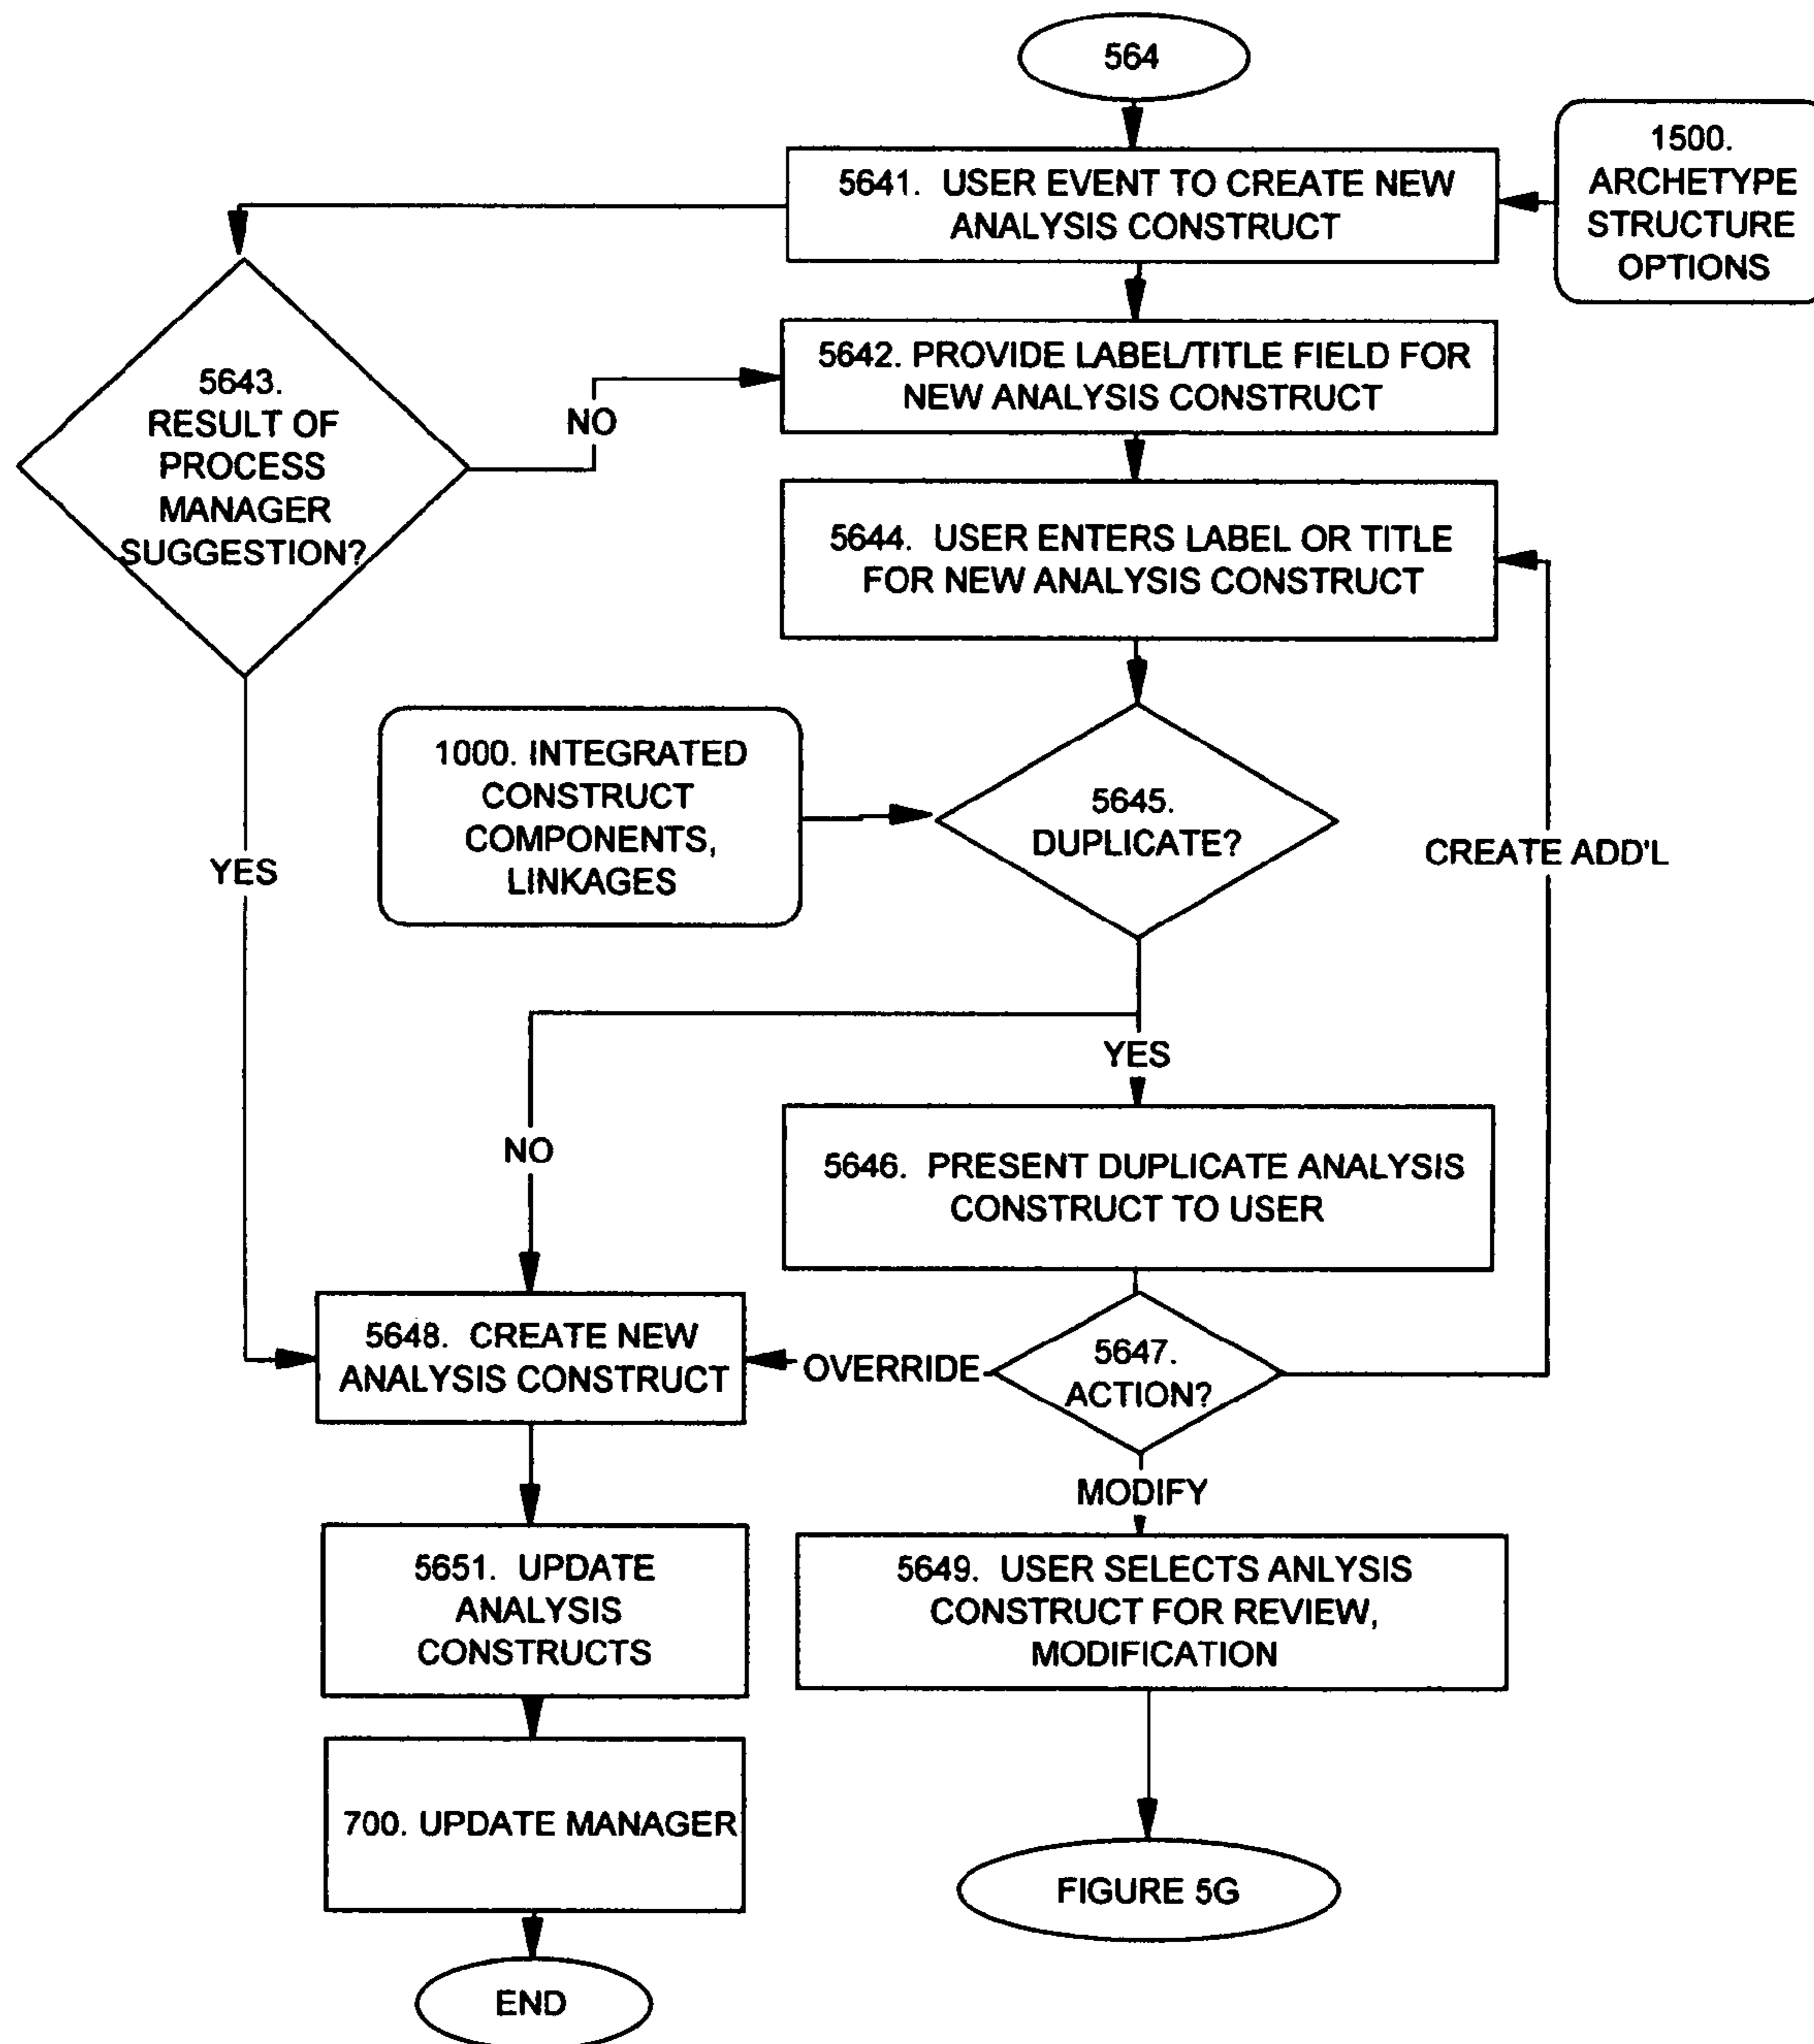 564
1500.
ARCHETYPE
STRUCTURE
OPTIONS
5641. USER EVENT TO CREATE NEW
ANALYSIS CONSTRUCT
5642. PROVIDE LABEL/TITLE FIELD FOR
NEW ANALYSIS CONSTRUCT
5643.
RESULT OF
PROCESS
MANAGER
SUGGESTION?
NO
5644. USER ENTERS LABEL OR TITLE
FOR NEW ANALYSIS CONSTRUCT
1000. INTEGRATED
CONSTRUCT
COMPONENTS,
LINKAGES
5645.
DUPLICATE?
CREATE ADD'L
YES
YES
NO
5646. PRESENT DUPLICATE ANALYSIS
CONSTRUCT TO USER
5648. CREATE NEW
ANALYSIS CONSTRUCT
OVERRIDE
5647.
ACTION?
MODIFY
5651. UPDATE
ANALYSIS
CONSTRUCTS
5649. USER SELECTS ANLYSIS
CONSTRUCT FOR REVIEW,
MODIFICATION
700. UPDATE MANAGER
FIGURE 5G
END